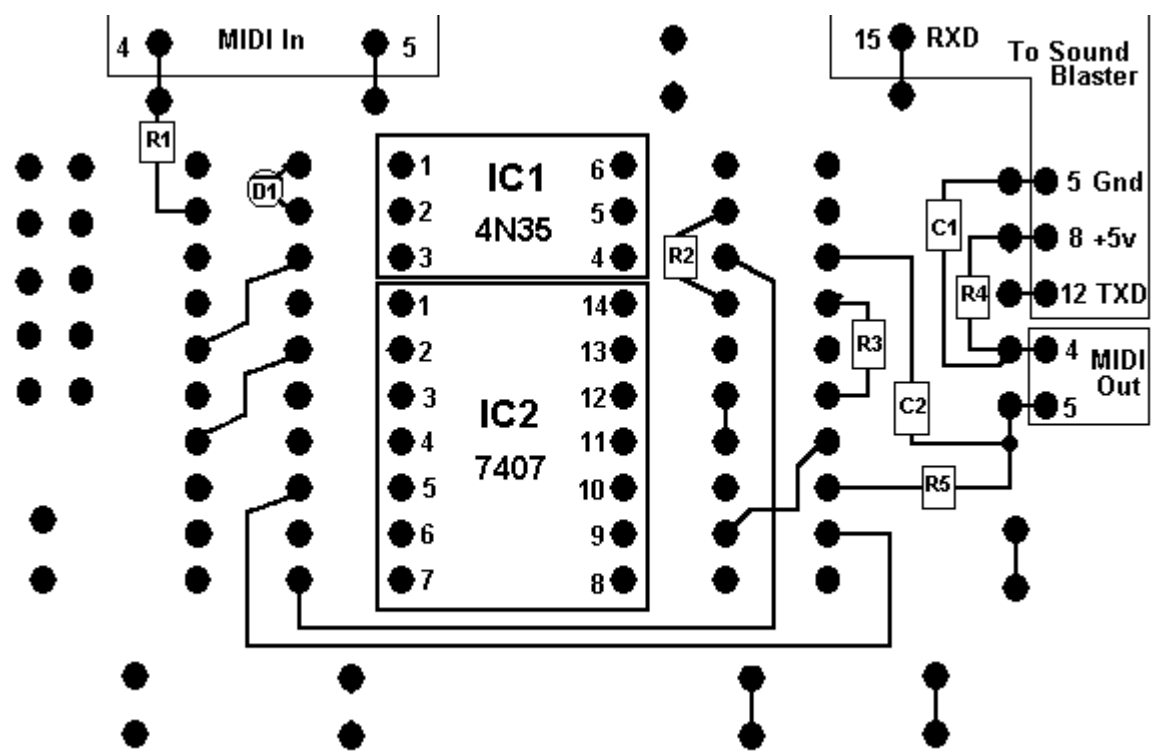 4 MIDI In 5
15 RXD
To Sound
Blaster
R1
D1
1 IC1 6
2 4N35 5
3 4
R2
C1
5 Gnd
8 +5v
R4
12 TXD
1 14
2 13
3 IC2 12
4 7407 11
5 10
6 9
7 8
R3
4 MIDI
Out
5
C2
R5